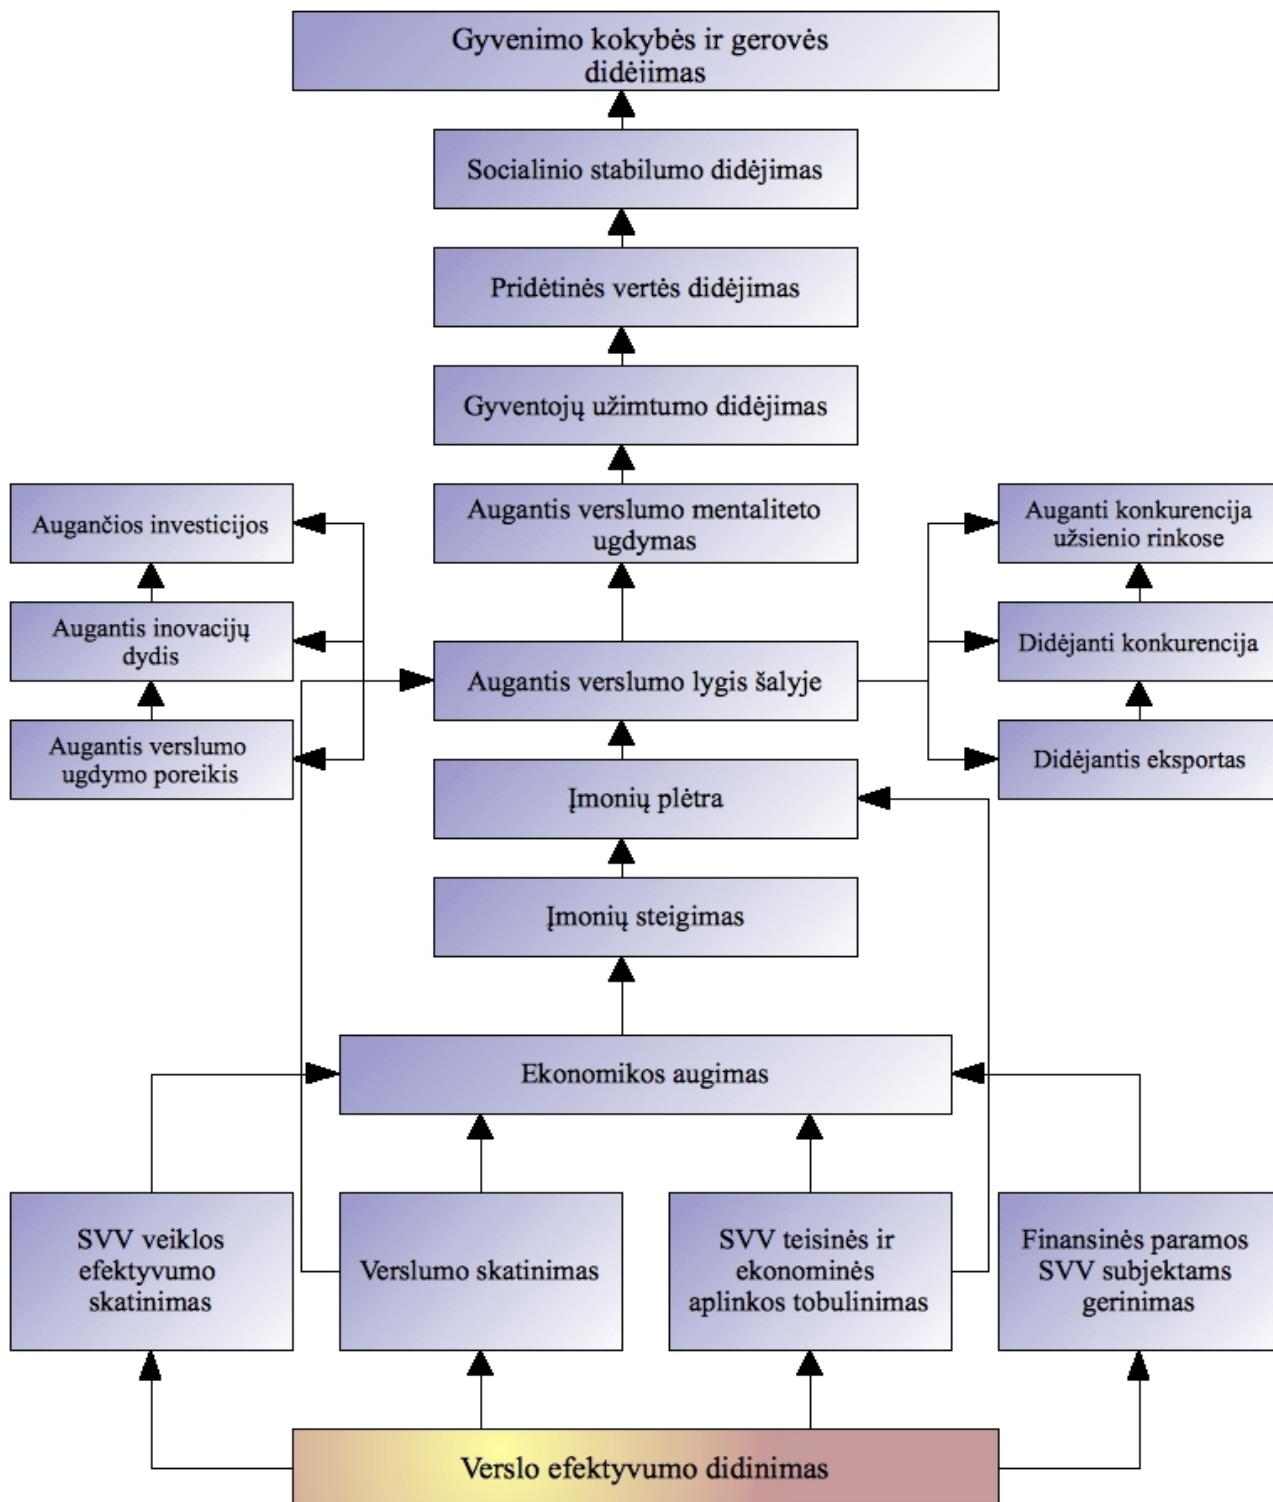 Gyvenimo kokybės ir gerovės
didėjimas
Socialinio stabilumo didėjimas
Pridėtinės vertės didėjimas
Gyventojų užimtumo didėjimas
Augančios investicijos
Augantis verslumo mentaliteto
ugdymas
Auganti konkurencija
užsienio rinkose
Augantis inovacijų
dydis
Augantis verslumo lygis šalyje
Didėjanti konkurencija
Augantis verslumo
ugdymo poreikis
Įmonių plėtra
Didėjantis eksportas
Įmonių steigimas
Ekonomikos augimas
SVV veiklos
efektyvumo
skatinimas
Verslumo skatinimas
SVV teisinės ir
ekonominės
aplinkos tobulinimas
Finansinės paramos
SVV subjektams
gerinimas
Verslo efektyvumo didinimas